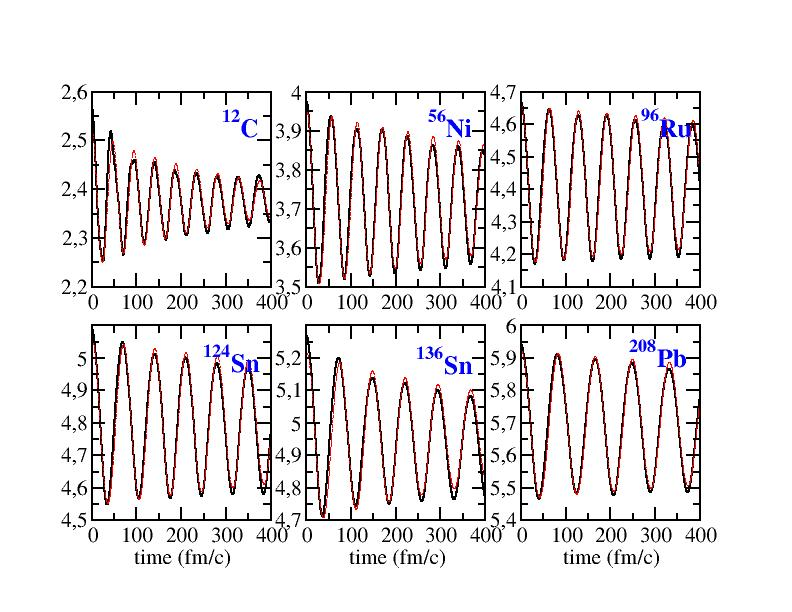 2,6
2,5
2,4
2,3
2,2
0 100 200 300 400
¹²C
4
3,9
3,8
3,7
3,6
3,5
0 100 200 300 400
⁵⁶Ni
4,7
4,6
4,5
4,4
4,3
4,2
4,1
0 100 200 300 400
⁹⁶Ru
5
4,9
4,8
4,7
4,6
4,5
0 100 200 300 400
time (fm/c)
¹²⁴Sn
5,2
5,1
5
4,9
4,8
4,7
0 100 200 300 400
time (fm/c)
¹³⁶Sn
6
5,9
5,8
5,7
5,6
5,5
5,4
0 100 200 300 400
time (fm/c)
²⁰⁸Pb